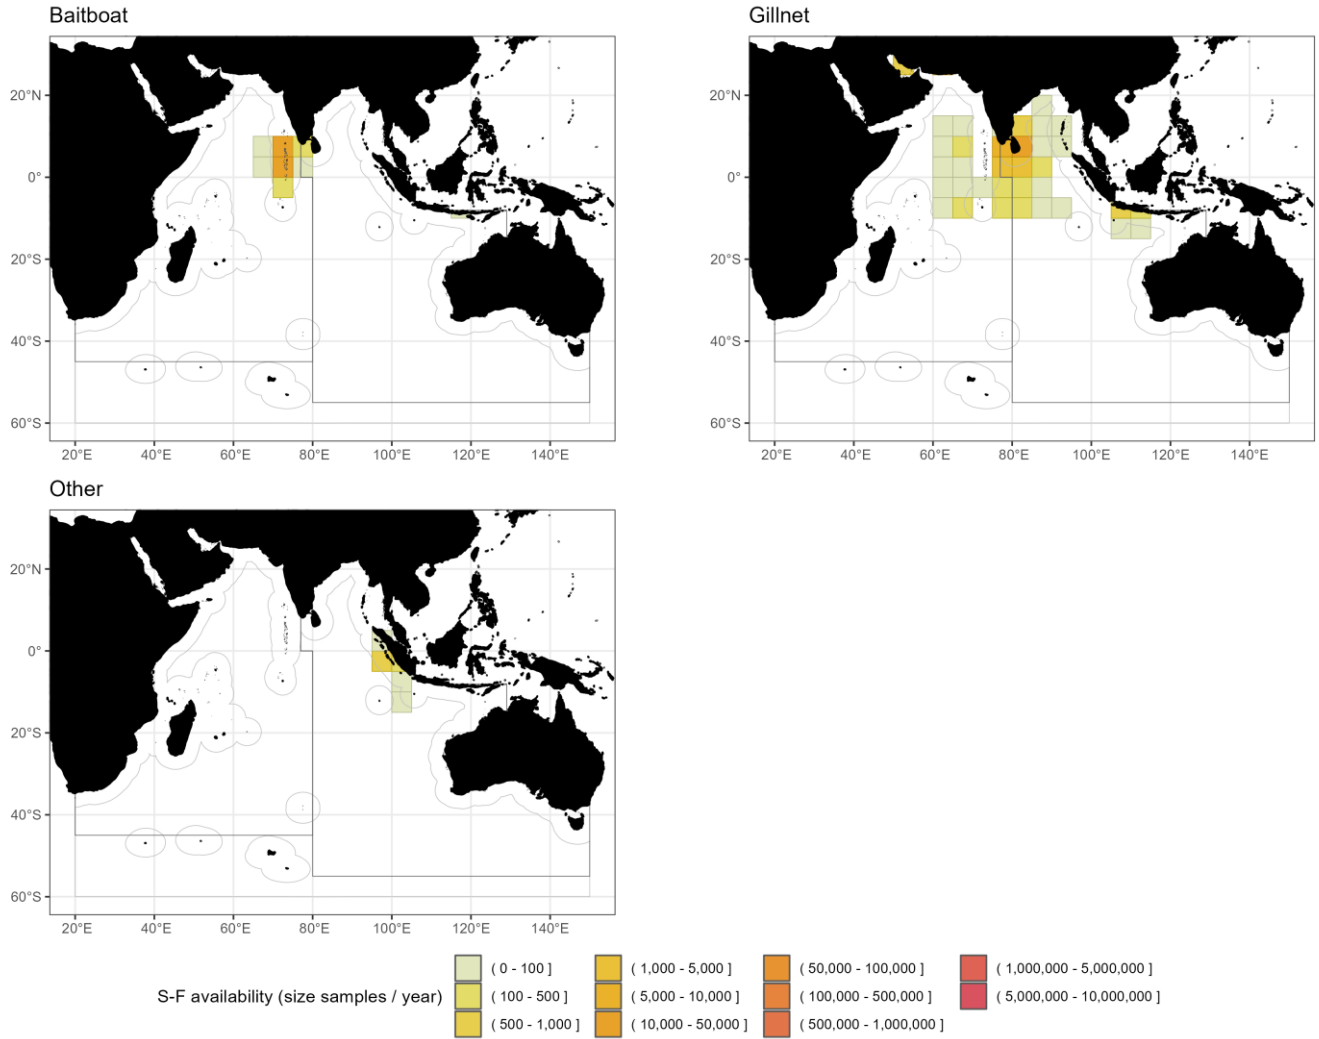 Baitboat
Gillnet
20°N
0°
20°S
40°S
60°S
20°E 40°E 60°E 80°E 100°E 120°E 140°E
20°N
0°
20°S
40°S
60°S
20°E 40°E 60°E 80°E 100°E 120°E 140°E
Other
20°N
0°
20°S
40°S
60°S
20°E 40°E 60°E 80°E 100°E 120°E 140°E
S-F availability (size samples / year)
( 0 - 100 ]
( 100 - 500 ]
( 500 - 1,000 ]
( 1,000 - 5,000 ]
( 5,000 - 10,000 ]
( 10,000 - 50,000 ]
( 50,000 - 100,000 ]
( 100,000 - 500,000 ]
( 500,000 - 1,000,000 ]
( 1,000,000 - 5,000,000 ]
( 5,000,000 - 10,000,000 ]